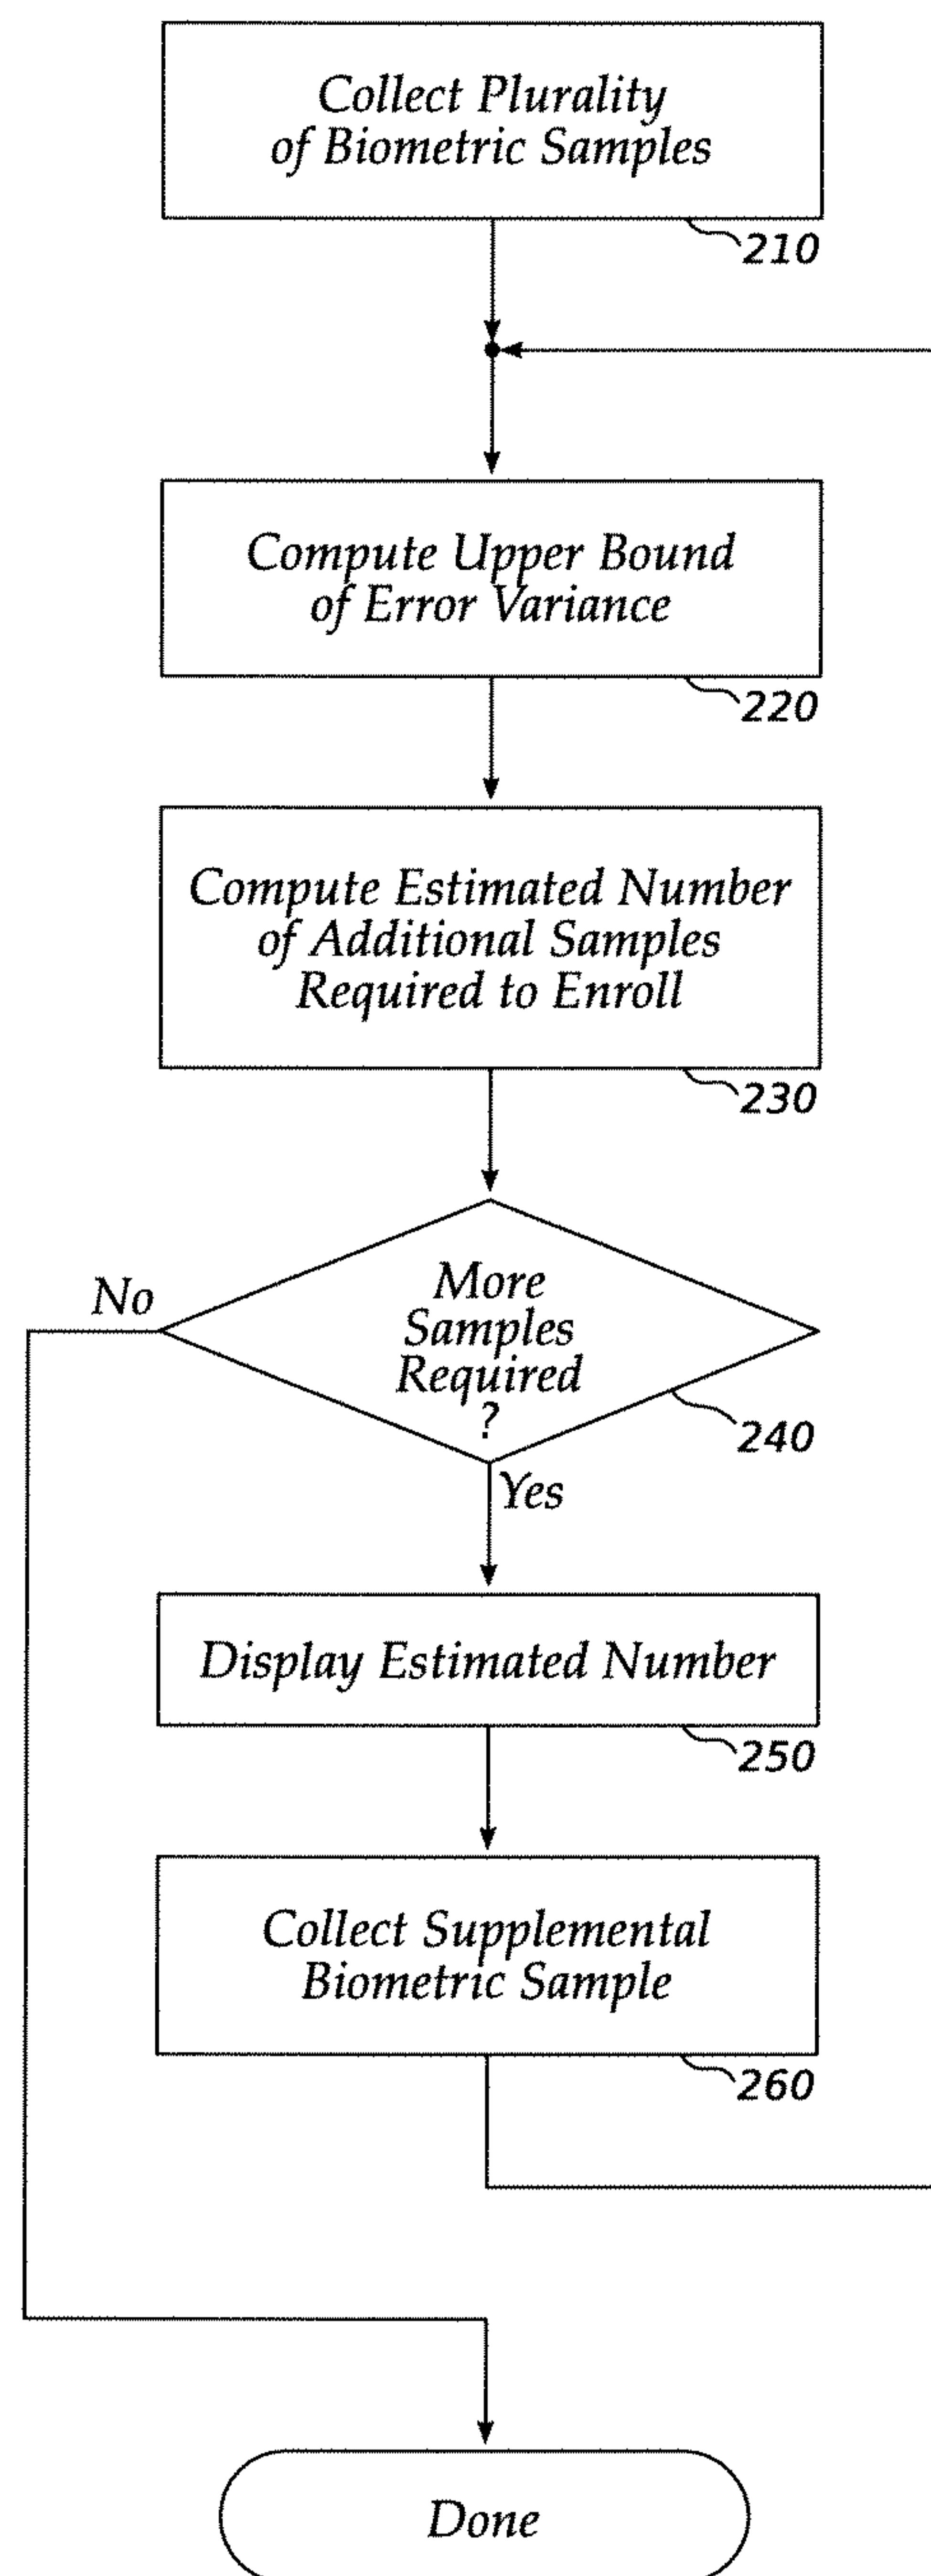 Collect Plurality
of Biometric Samples
210
Compute Upper Bound
of Error Variance
220
Compute Estimated Number
of Additional Samples
Required to Enroll
230
No
More
Samples
Required
?
240
Yes
Display Estimated Number
250
Collect Supplemental
Biometric Sample
260
Done